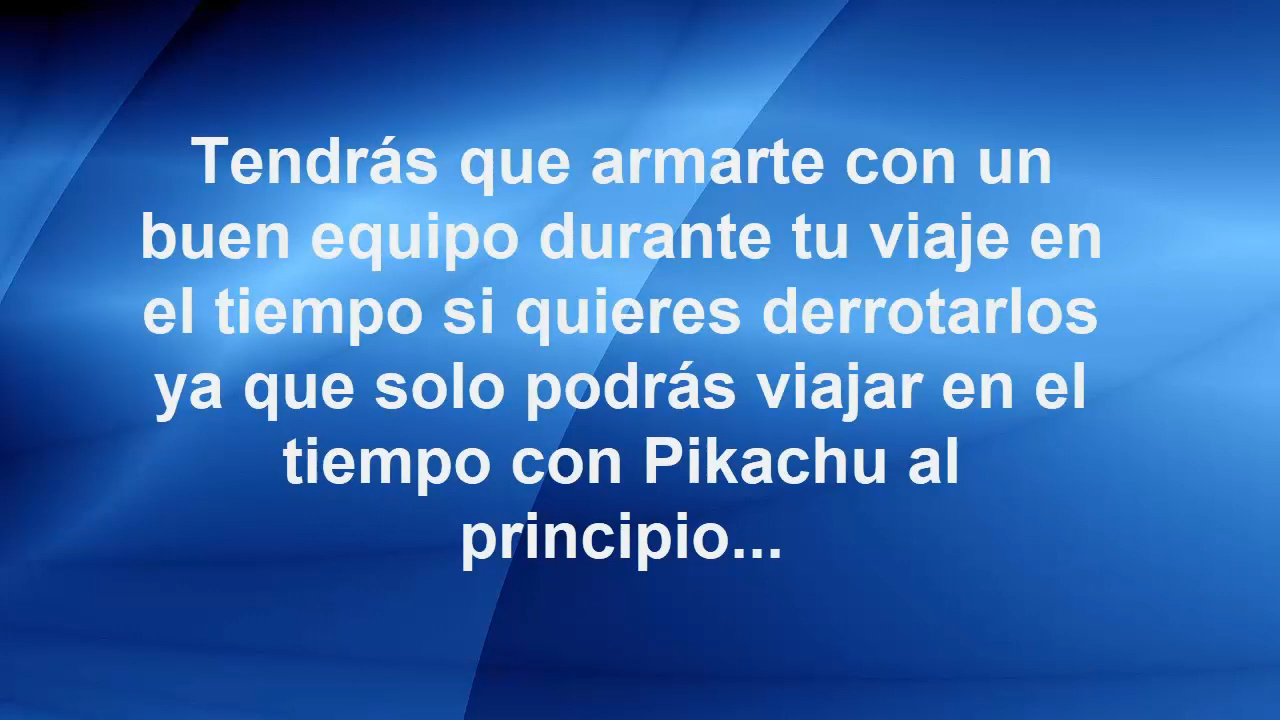 Tendrás que armarte con un
buen equipo durante tu viaje en
el tiempo si quieres derrotarlos
ya que solo podrás viajar en el
tiempo con Pikachu al
principio...